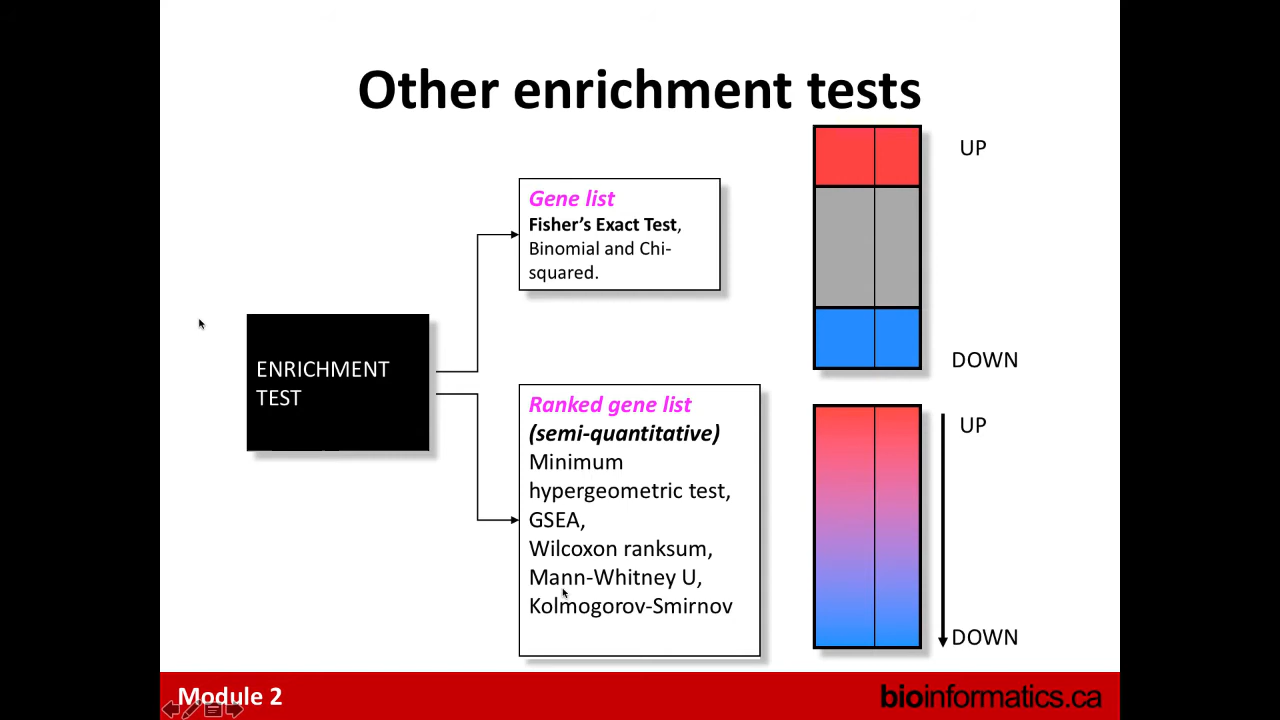 Other enrichment tests
UP
Gene list
Fisher’s Exact Test,
Binomial and Chi-
squared.
DOWN
ENRICHMENT
TEST
Ranked gene list
(semi-quantitative)
Minimum
hypergeometric test,
GSEA,
Wilcoxon ranksum,
Mann-Whitney U,
Kolmogorov-Smirnov
UP
DOWN
Module 2
bioinformatics.ca